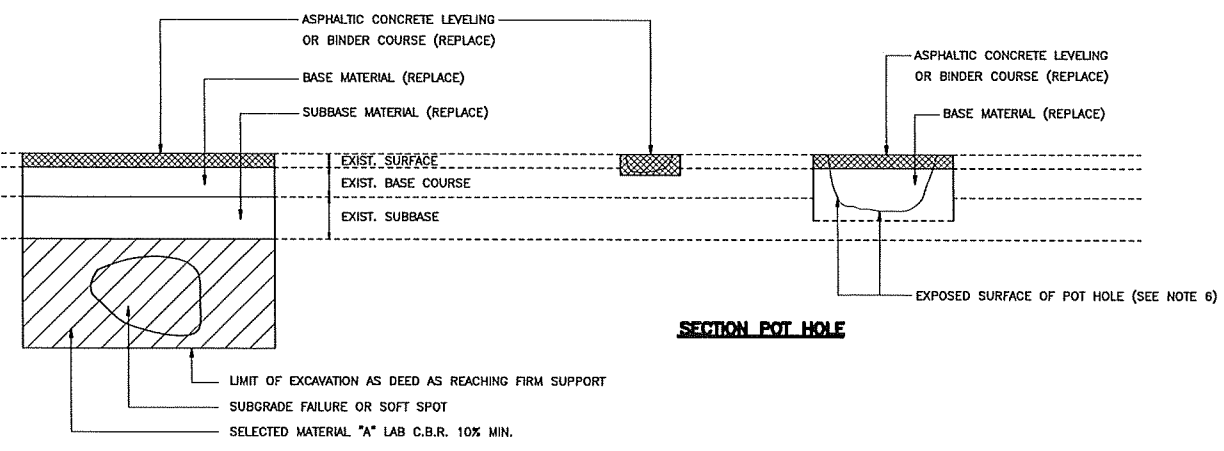 ASPHALTIC CONCRETE LEVELING
OR BINDER COURSE (REPLACE)
BASE MATERIAL (REPLACE)
SUBBASE MATERIAL (REPLACE)
ASPHALTIC CONCRETE LEVELING
OR BINDER COURSE (REPLACE)
BASE MATERIAL (REPLACE)
EXIST. SURFACE
EXIST. BASE COURSE
EXIST. SUBBASE
EXPOSED SURFACE OF POT HOLE (SEE NOTE 6)
SECTION POT HOLE
LIMIT OF EXCAVATION AS DEED AS REACHING FIRM SUPPORT
SUBGRADE FAILURE OR SOFT SPOT
SELECTED MATERIAL "A" LAB C.B.R. 10% MIN.